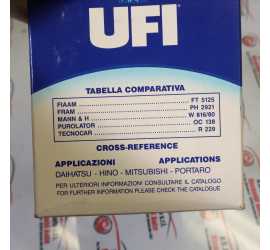 UFI
TABELLA COMPARATIVA
FIAAM FT 5125
FRAM PH 2921
MANN & H W 816/80
PUROLATOR OC 138
TECNOCAR R 229
CROSS-REFERENCE
APPLICAZIONI APPLICATIONS
DAIHATSU - HINO - MITSUBISHI - PORTARO
PER ULTERIORI INFORMAZIONI CONSULTARE IL CATALOGO
FOR FURTHER INFORMATION PLEASE CHECK THE CATALOGUE